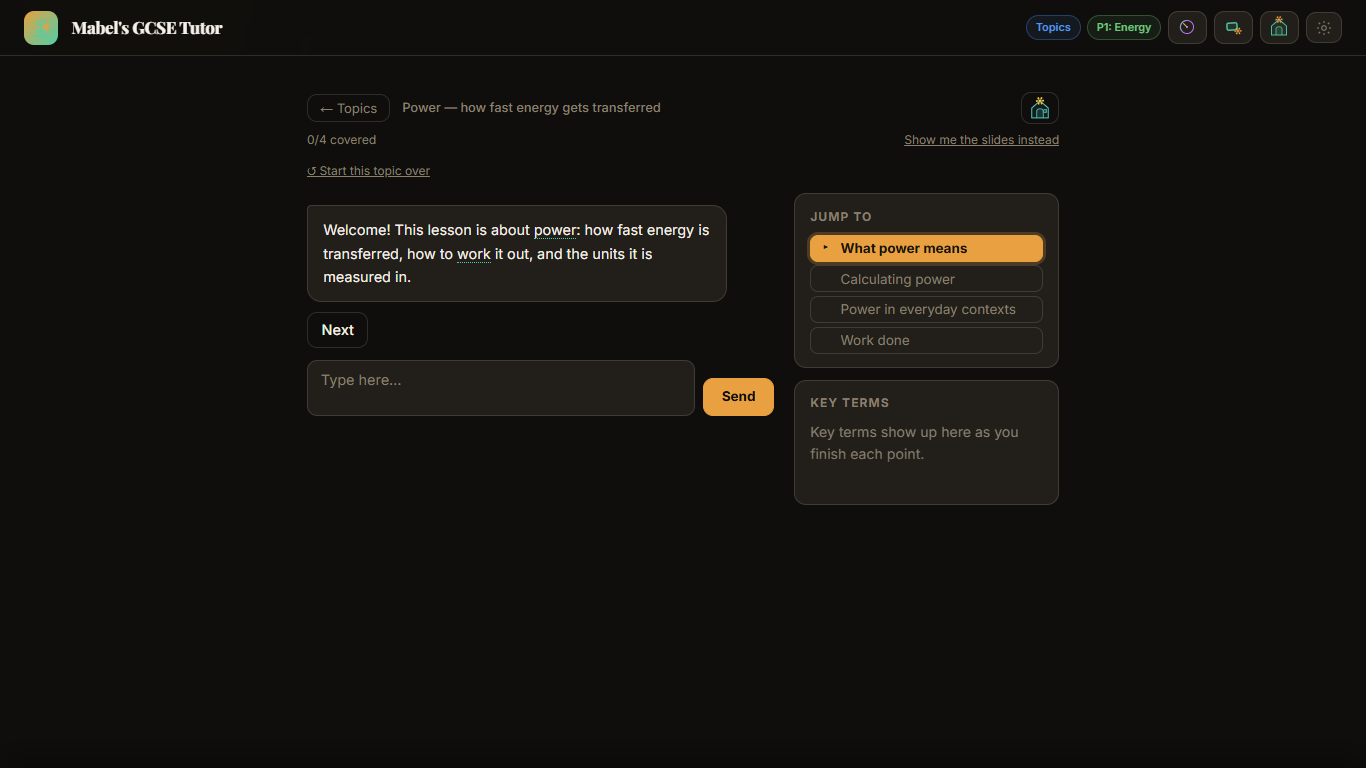 Mabel's GCSE Tutor
Topics
P1: Energy
← Topics
Power — how fast energy gets transferred
0/4 covered
Show me the slides instead
↺ Start this topic over
Welcome! This lesson is about power: how fast energy is
transferred, how to work it out, and the units it is
measured in.
Next
Type here...
Send
JUMP TO
What power means
Calculating power
Power in everyday contexts
Work done
KEY TERMS
Key terms show up here as you
finish each point.